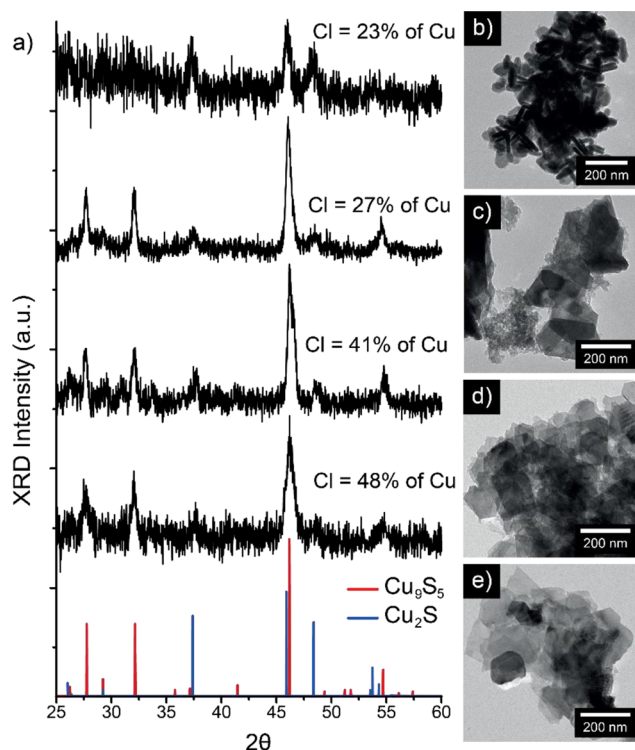 a)
Cl = 23% of Cu
Cl = 27% of Cu
Cl = 41% of Cu
Cl = 48% of Cu
Cu₉S₅
Cu₂S
XRD Intensity (a.u.)
25 30 35 40 45 50 55 60
2θ
b)
200 nm
c)
200 nm
d)
200 nm
e)
200 nm